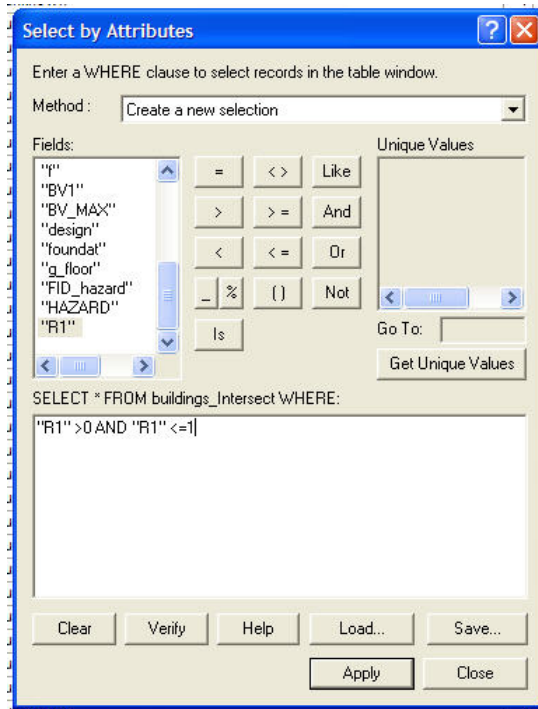 Select by Attributes
Enter a WHERE clause to select records in the table window.
Method :
Create a new selection
Fields:
Unique Values
"f"
"BV1"
"BV_MAX"
"design"
"foundat"
"g_floor"
"FID_hazard"
"HAZARD"
"R1"
= < > Like
> > = And
< < = Or
_ % ( ) Not
Is
Go To:
Get Unique Values
SELECT * FROM buildings_Intersect WHERE:
"R1" >0 AND "R1" <=1
Clear Verify Help Load... Save...
Apply Close